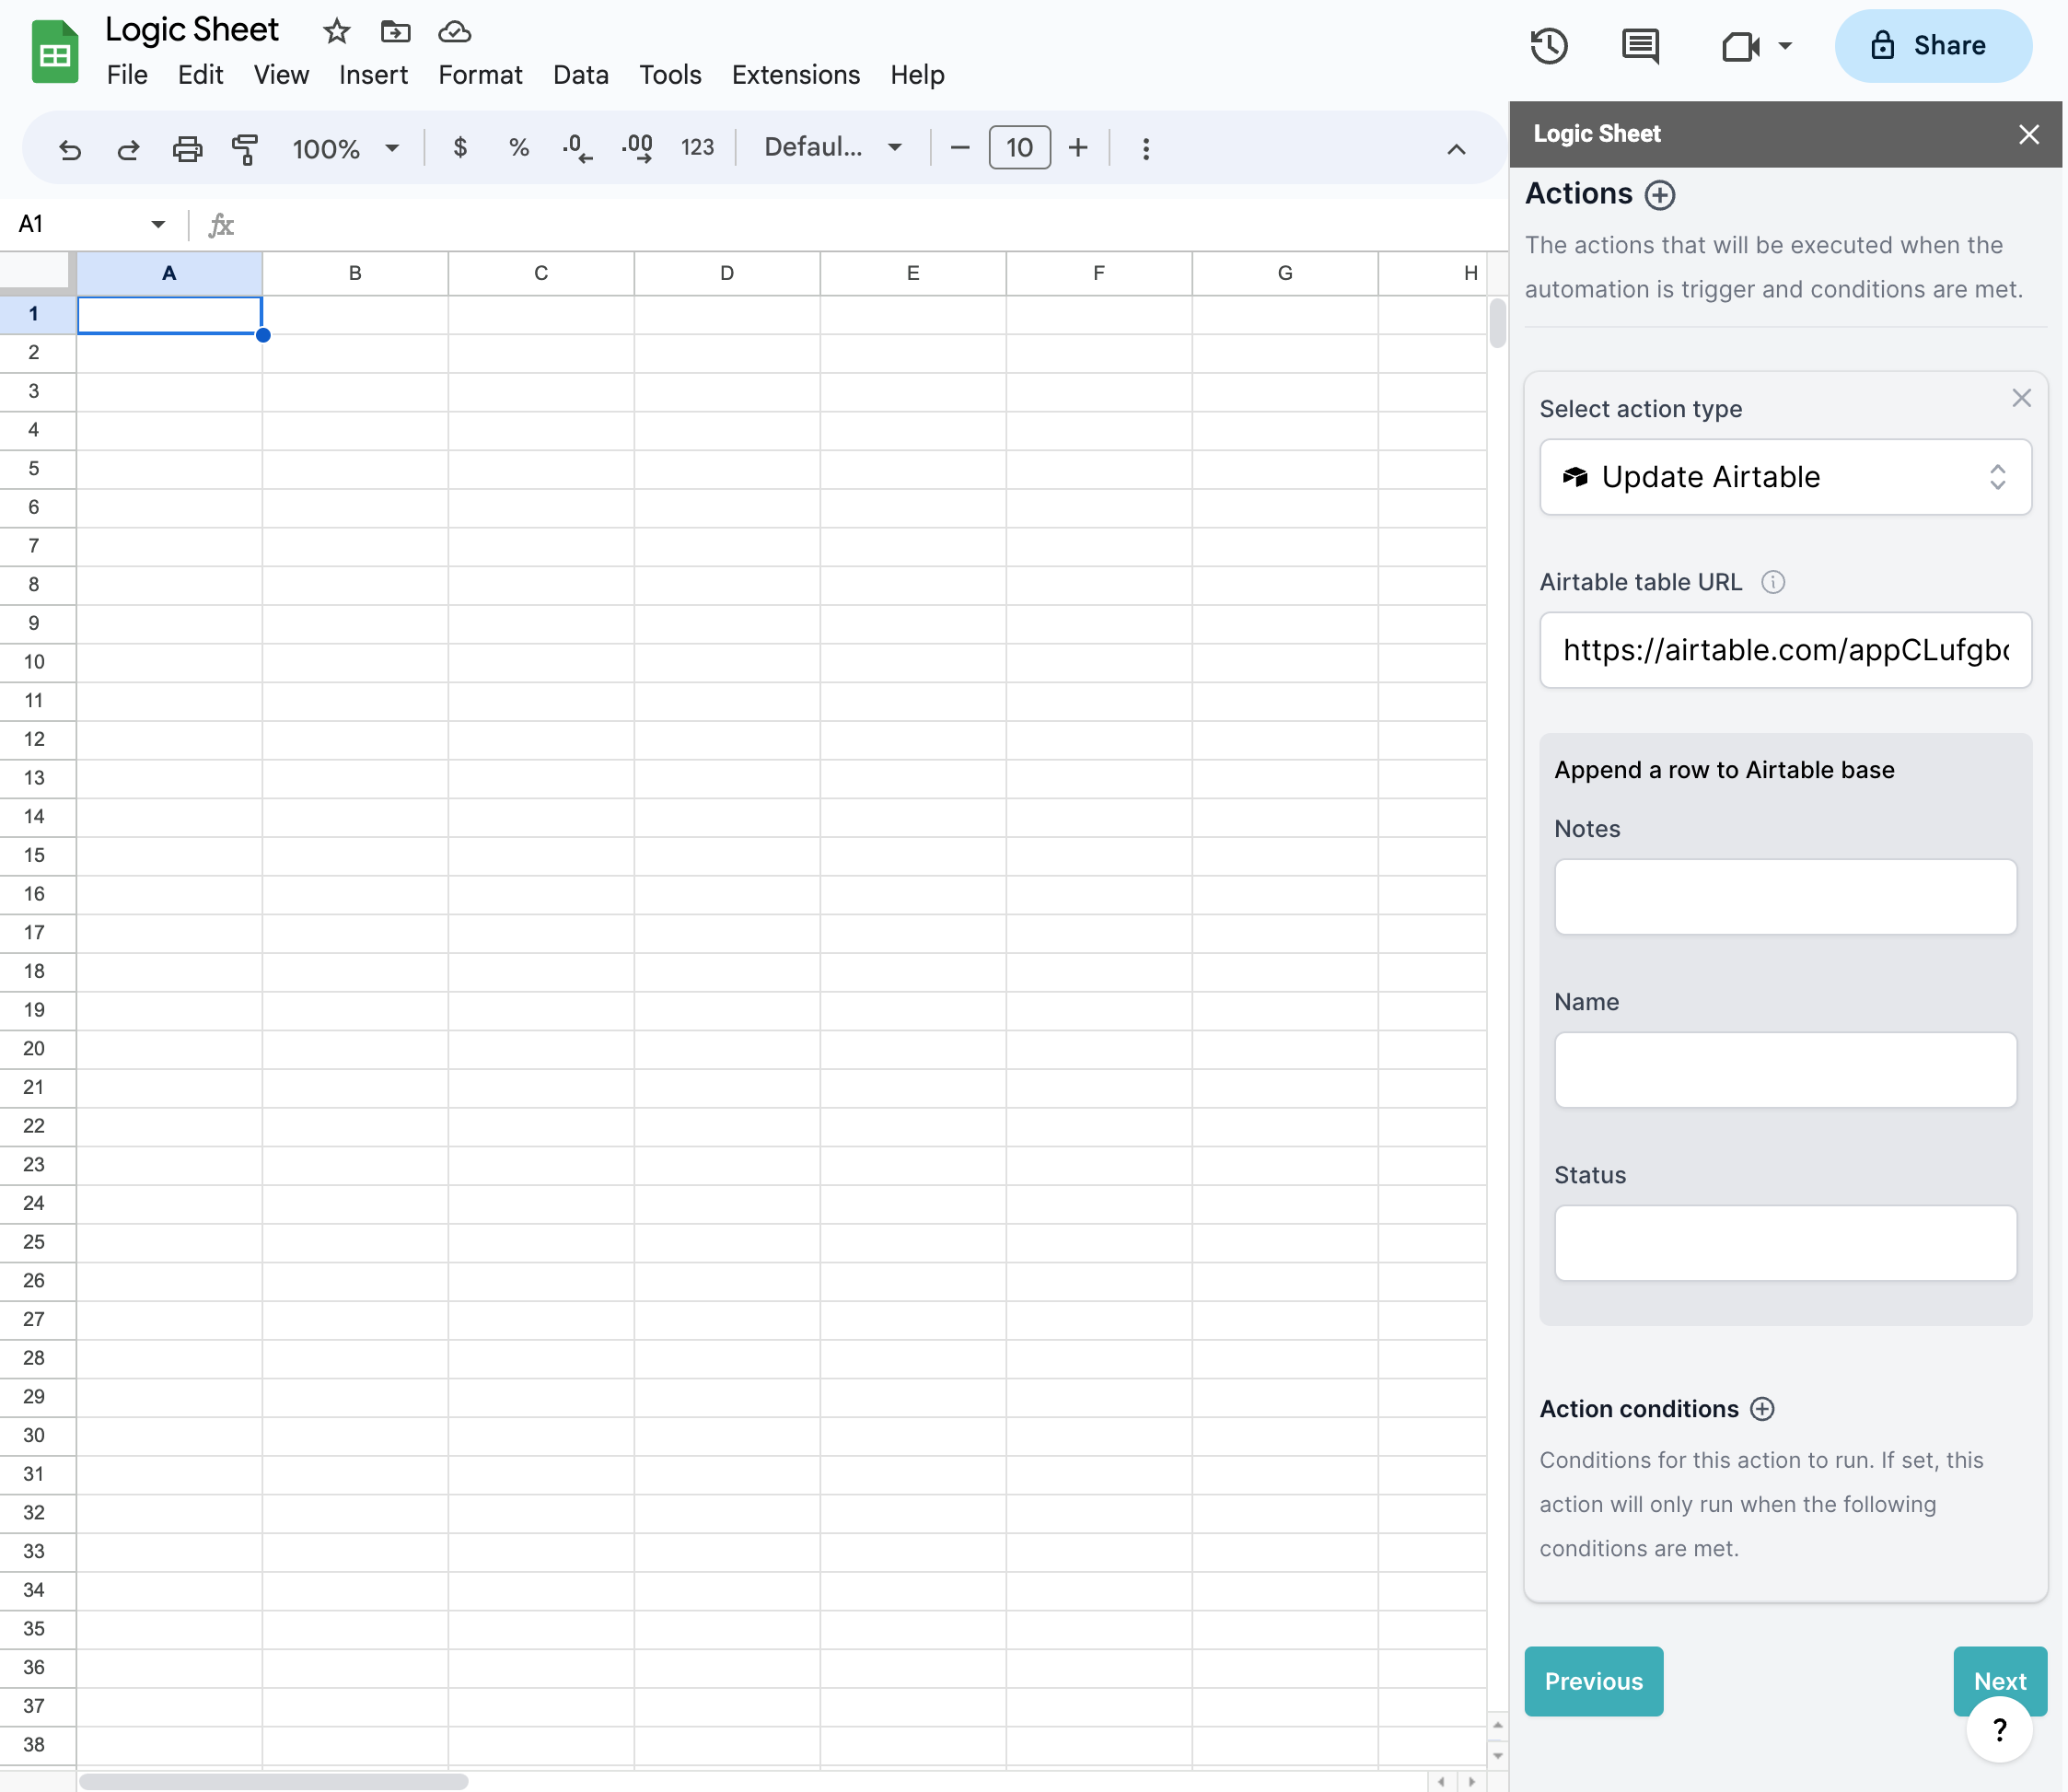 Logic Sheet
File Edit View Insert Format Data Tools Extensions Help
Share
100% $ % .0 .00 123 Defaul... 10
A1 fx
A B C D E F G H
1
2
3
4
5
6
7
8
9
10
11
12
13
14
15
16
17
18
19
20
21
22
23
24
25
26
27
28
29
30
31
32
33
34
35
36
37
38
Logic Sheet
Actions
The actions that will be executed when the
automation is trigger and conditions are met.
Select action type
Update Airtable
Airtable table URL
https://airtable.com/appCLufgb
Append a row to Airtable base
Notes
Name
Status
Action conditions
Conditions for this action to run. If set, this
action will only run when the following
conditions are met.
Previous
Next
?